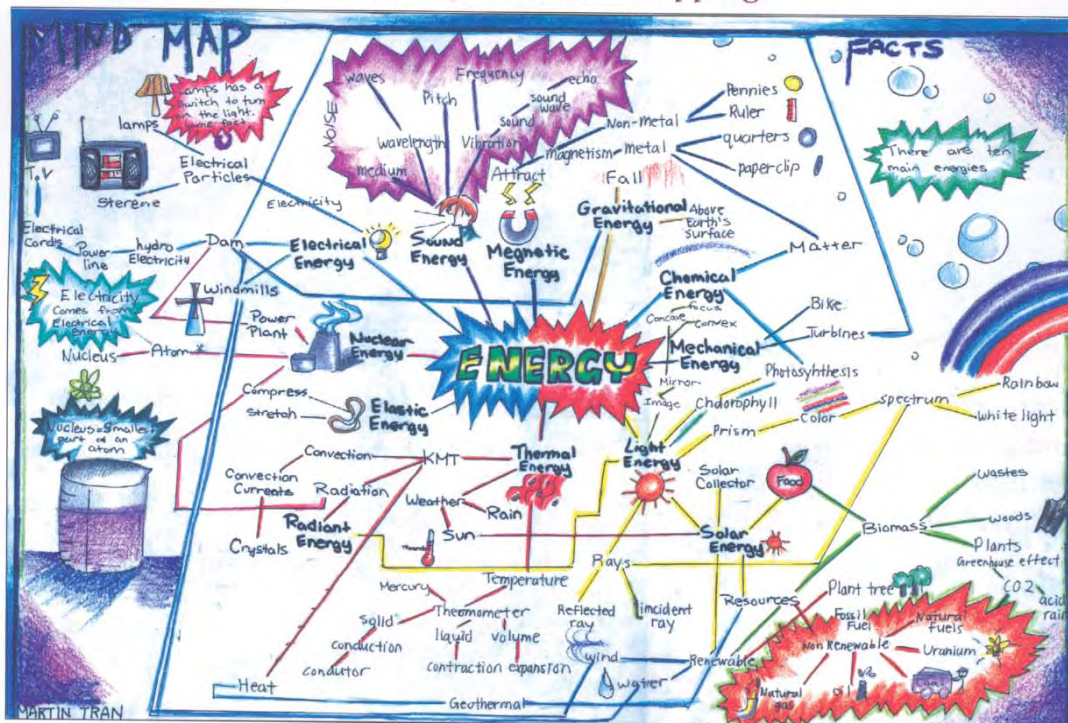 MIND MAP
FACTS
Lamps has a
switch to turn
on the light.
lamps
T.V
Sterene
Electrical
Particles
Electricity
Electrical
Cords
Power
line
hydro
Electricity
Dam
Windmills
Electrical
Energy
Electricity
Comes from
Electrical
energy
NOISE
waves
Frequency
echo
Pitch
sound
wave
sound
Vibration
wavelength
medium
Sound
Energy
Attract
magnetism
Non-Metal
Metal
Pennies
Ruler
quarters
paperclip
Magnetic
Energy
Fall
Gravitational
Energy
Above
Earth's
surface
There are ten
main energies
Matter
Chemical
Energy
focus
Concave
Convex
Mechanical
Energy
Bike
Turbines
Mirror
Image
Photosyhthesis
Chdorophyll
Prism
Color
Spectrum
Rainbow
White light
ENERGY
Power
Plant
Nuclear
Energy
Nucleus
Atom
Nucleus=Smallest
part of an
atom
Compress
Stretch
Elastic
Energy
Convection
KMT
Thermal
Energy
Convection
Currents
Radiation
Weather
Rain
Crystals
Radiant
Energy
Sun
Light
Energy
Solar
Collector
Food
Solar
Energy
Biomass
Wastes
Woods
Plants
Greenhouse effect
CO2
acid
rain
Temperature
Mercury
Solid
Theomometer
liquid
volume
conduction
condutor
contraction
expansion
Rays
Reflected
ray
incident
ray
Resources
Plant tree
Fossil
Fuel
Natural
fuels
Non Renewable
Uranium
Natural
gas
oil
Renewable
wind
water
Heat
Geothermal
MARTIN TRAN